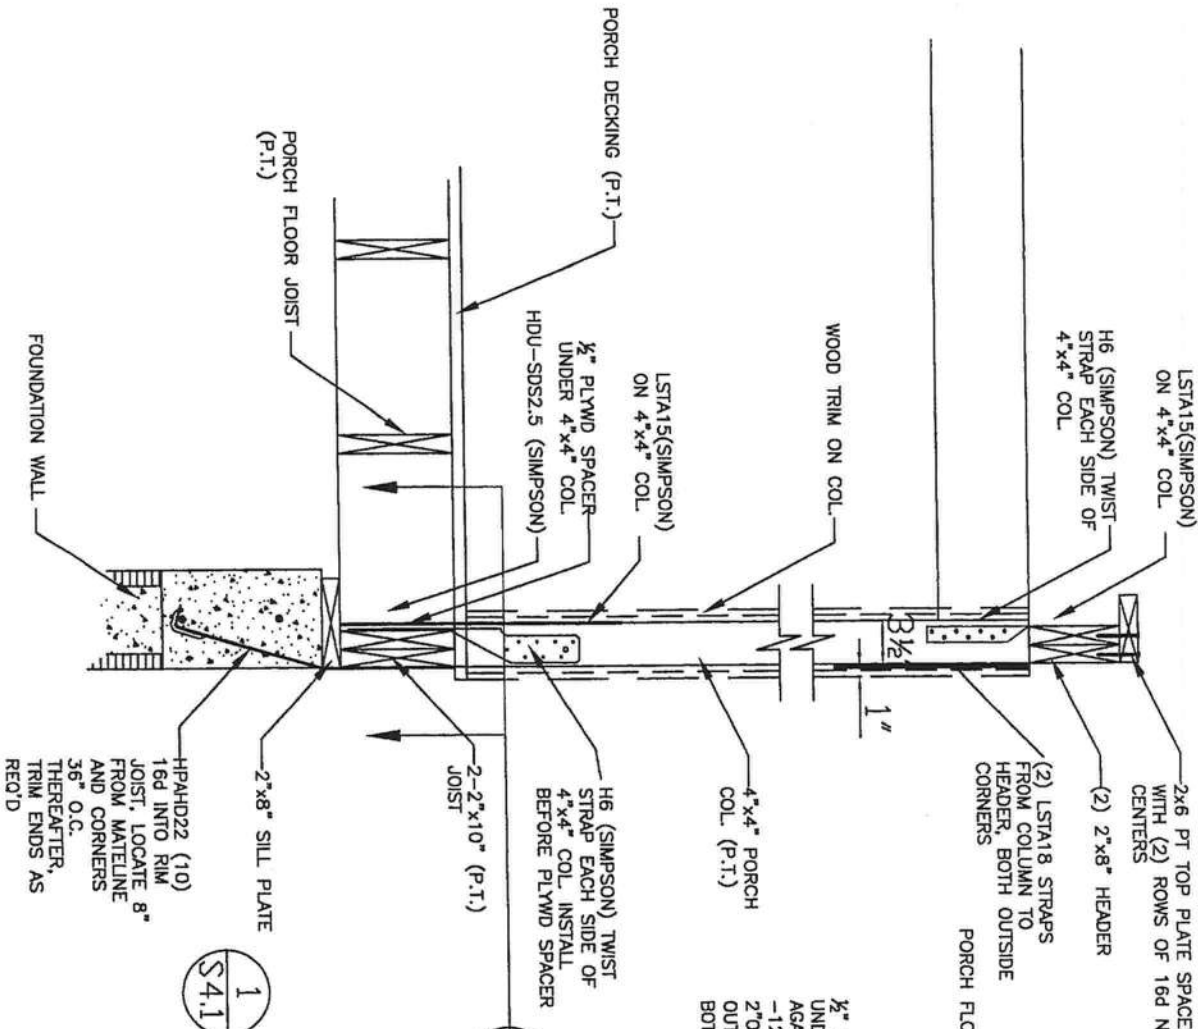 LSTA15(SIMPSON)
ON 4"x4" COL.
H6 (SIMPSON) TWIST
STRAP EACH SIDE OF
4"x4" COL.
WOOD TRIM ON COL.
LSTA15(SIMPSON)
ON 4"x4" COL.
½" PLYWD SPACER
UNDER 4"x4" COL.
HDU-SDS2.5 (SIMPSON)
PORCH DECKING (P.T.)
PORCH FLOOR JOIST
(P.T.)
FOUNDATION WALL
3½
1"
2x6 PT TOP PLATE SPACE
WITH (2) ROWS OF 16d N
CENTERS
(2) 2"x8" HEADER
(2) LSTA18 STRAPS
FROM COLUMN TO
HEADER, BOTH OUTSIDE
CORNERS
4"x4" PORCH
COL. (P.T.)
H6 (SIMPSON) TWIST
STRAP EACH SIDE OF
4"x4" COL. INSTALL
BEFORE PLYWD SPACER
2-2"x10" (P.T.)
JOIST
2"x8" SILL PLATE
HPAHD22 (10)
16d INTO RIM
JOIST, LOCATE 8"
FROM MATELINE
AND CORNERS
36" O.C.
THEREAFTER,
TRIM ENDS AS
REQ'D
PORCH FLO
½"
UND
AGA
-12
2"O
OUT
BOT
1
S4.1